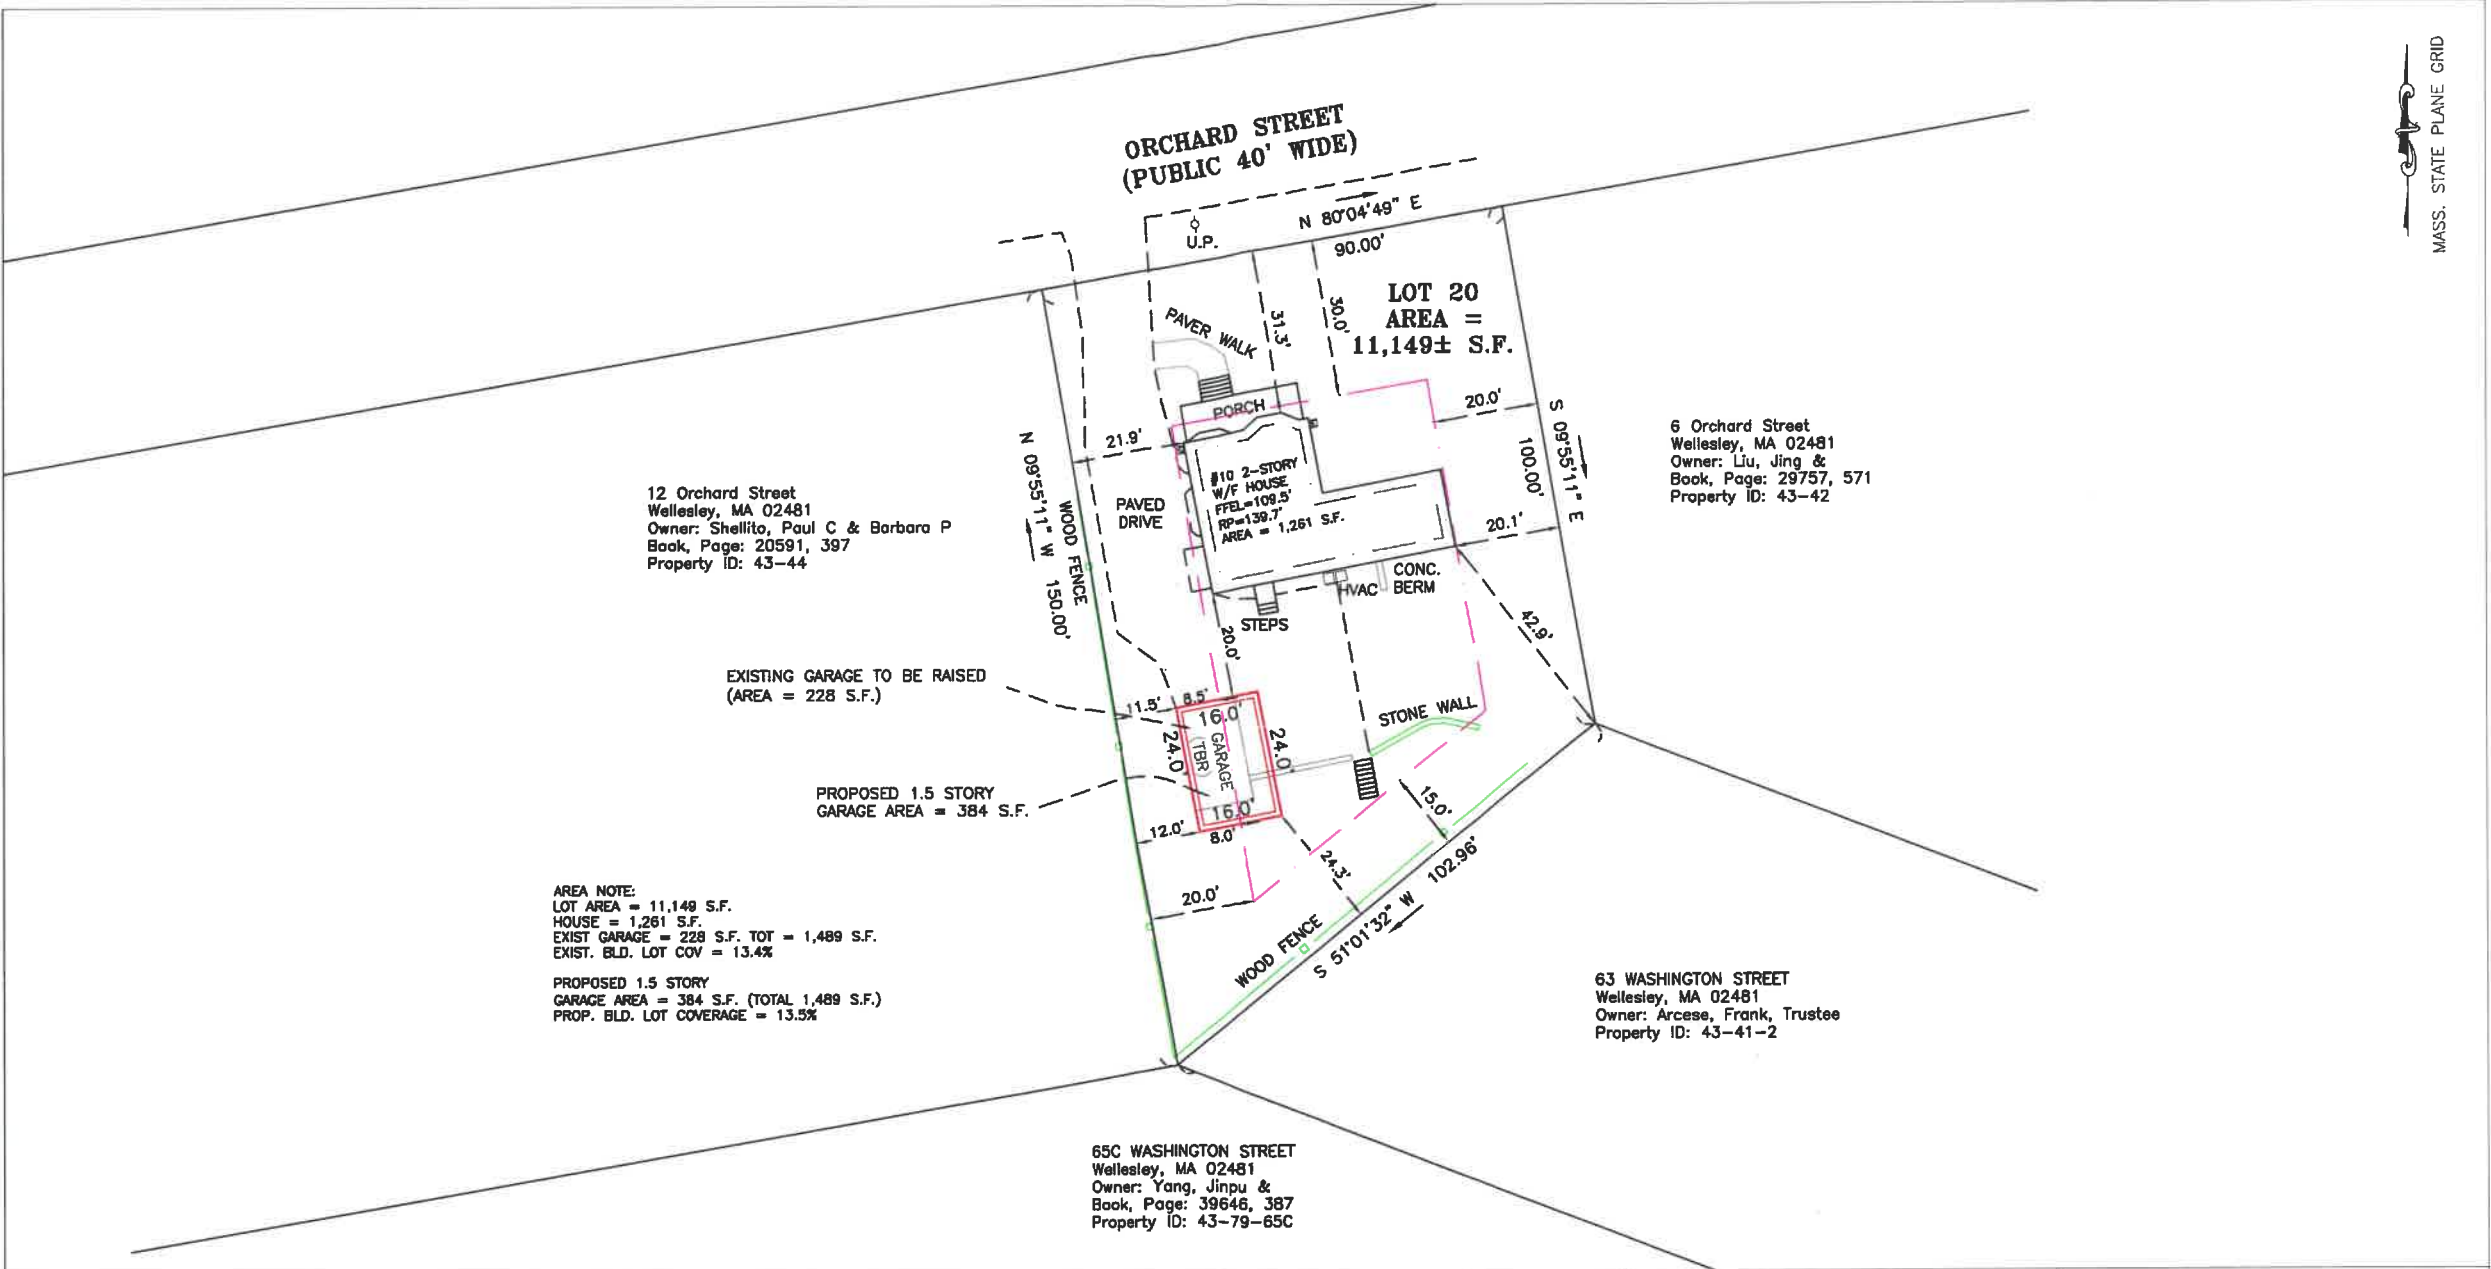 MASS. STATE PLANE GRID
ORCHARD STREET
(PUBLIC 40' WIDE)
U.P.
N 80°04'49" E
90.00'
LOT 20
AREA =
11,149± S.F.
PAVER WALK
31.3'
30.0'
PORCH
20.0'
S 09°55'11" E
100.00'
21.9'
#10 2-STORY
W/F HOUSE
FFEL=109.5'
RP=139.7'
AREA = 1,261 S.F.
PAVED
DRIVE
20.1'
N 09°55'11" W 150.00'
WOOD FENCE
12 Orchard Street
Wellesley, MA 02481
Owner: Shellito, Paul C & Barbara P
Book, Page: 20591, 397
Property ID: 43-44
6 Orchard Street
Wellesley, MA 02481
Owner: Liu, Jing &
Book, Page: 29757, 571
Property ID: 43-42
CONC.
BERM
HVAC
STEPS
20.0'
42.9'
EXISTING GARAGE TO BE RAISED
(AREA = 228 S.F.)
11.5'
8.5'
16.0'
24.0'
GARAGE
(TBR)
24.0'
STONE WALL
PROPOSED 1.5 STORY
GARAGE AREA = 384 S.F.
16.0'
12.0'
8.0'
15.0'
24.3'
20.0'
WOOD FENCE
S 51°01'32" W 102.96'
AREA NOTE:
LOT AREA = 11,149 S.F.
HOUSE = 1,261 S.F.
EXIST GARAGE = 228 S.F. TOT = 1,489 S.F.
EXIST. BLD. LOT COV = 13.4%
PROPOSED 1.5 STORY
GARAGE AREA = 384 S.F. (TOTAL 1,489 S.F.)
PROP. BLD. LOT COVERAGE = 13.5%
63 WASHINGTON STREET
Wellesley, MA 02481
Owner: Arcese, Frank, Trustee
Property ID: 43-41-2
65C WASHINGTON STREET
Wellesley, MA 02481
Owner: Yang, Jinpu &
Book, Page: 39646, 387
Property ID: 43-79-65C